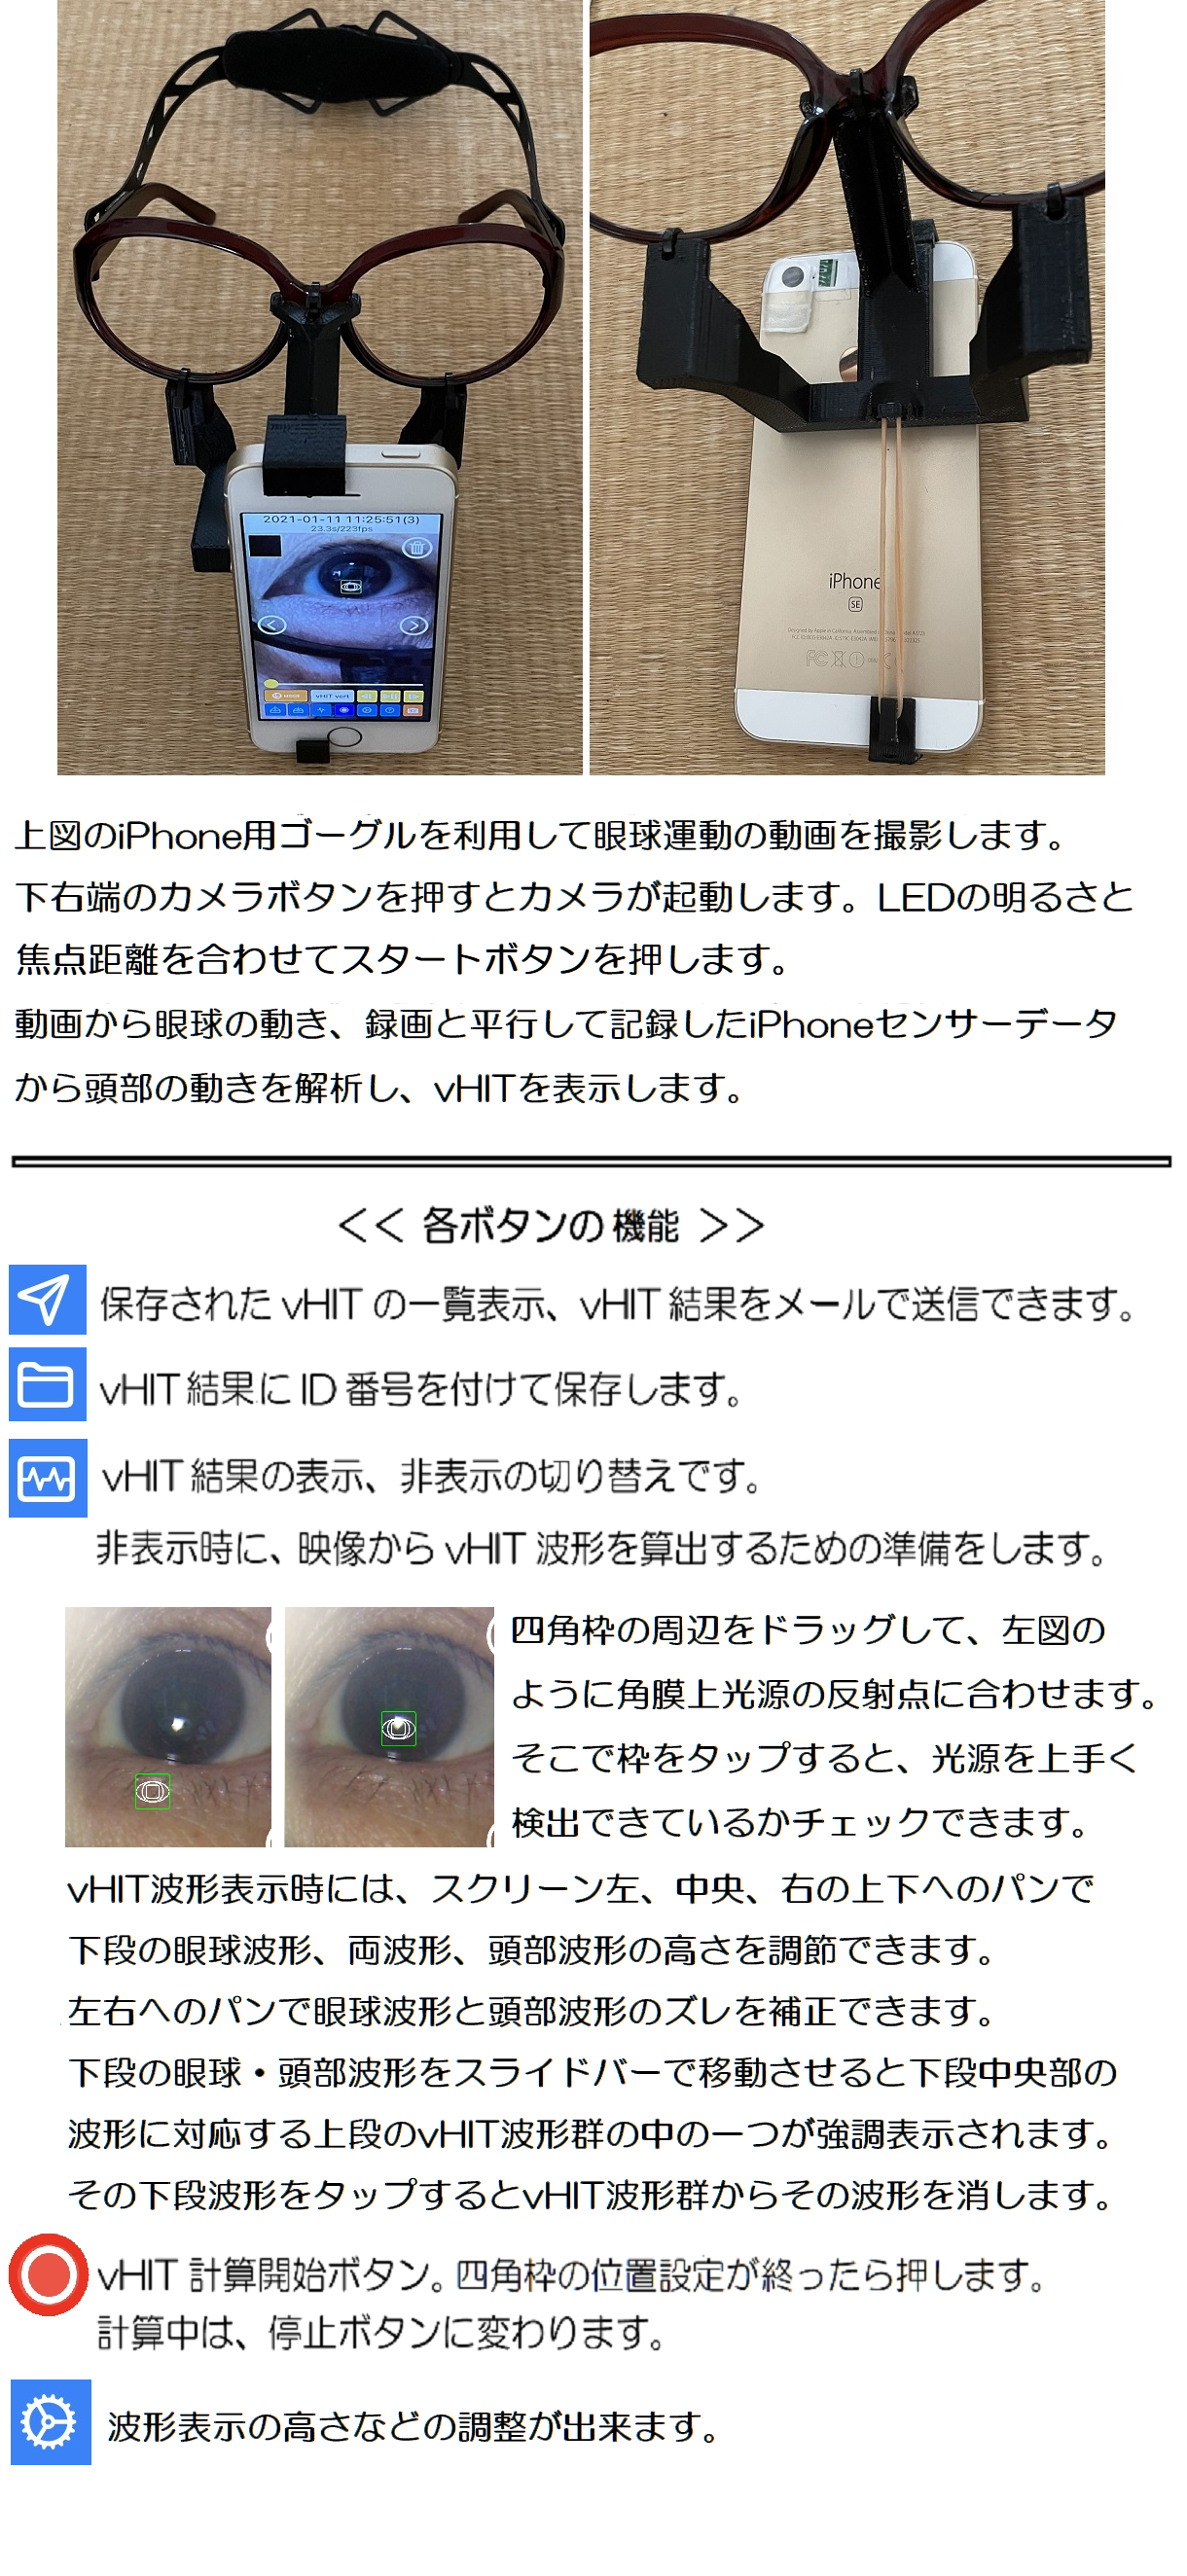 2021-01-11 11:25:51(3)
23.3s/223fps
iPhone
SE
上図のiPhone用ゴーグルを利用して眼球運動の動画を撮影します。
下右端のカメラボタンを押すとカメラが起動します。LEDの明るさと
焦点距離を合わせてスタートボタンを押します。
動画から眼球の動き、録画と平行して記録したiPhoneセンサーデータ
から頭部の動きを解析し、vHITを表示します。
<< 各ボタンの機能 >>
保存された vHIT の一覧表示、vHIT 結果をメールで送信できます。
vHIT 結果に ID 番号を付けて保存します。
vHIT 結果の表示、非表示の切り替えです。
非表示時に、映像から vHIT 波形を算出するための準備をします。
四角枠の周辺をドラッグして、左図の
ように角膜上光源の反射点に合わせます。
そこで枠をタップすると、光源を上手く
検出できているかチェックできます。
vHIT波形表示時には、スクリーン左、中央、右の上下へのパンで
下段の眼球波形、両波形、頭部波形の高さを調節できます。
左右へのパンで眼球波形と頭部波形のズレを補正できます。
下段の眼球・頭部波形をスライドバーで移動させると下段中央部の
波形に対応する上段のvHIT波形群の中の一つが強調表示されます。
その下段波形をタップするとvHIT波形群からその波形を消します。
vHIT 計算開始ボタン。四角枠の位置設定が終ったら押します。
計算中は、停止ボタンに変わります。
波形表示の高さなどの調整が出来ます。